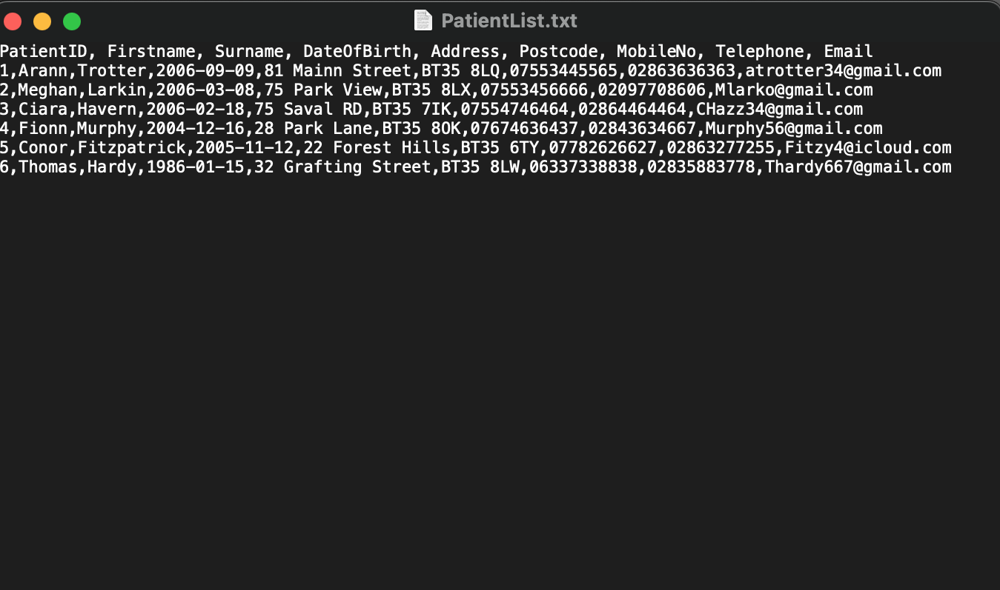 PatientList.txt
PatientID, Firstname, Surname, DateOfBirth, Address, Postcode, MobileNo, Telephone, Email
1,Arann,Trotter,2006-09-09,81 Mainn Street,BT35 8LQ,07553445565,02863636363,atrotter34@gmail.com
2,Meghan,Larkin,2006-03-08,75 Park View,BT35 8LX,07553456666,02097708606,Mlarko@gmail.com
3,Ciara,Havern,2006-02-18,75 Saval RD,BT35 7IK,07554746464,02864464464,CHazz34@gmail.com
4,Fionn,Murphy,2004-12-16,28 Park Lane,BT35 8OK,07674636437,02843634667,Murphy56@gmail.com
5,Conor,Fitzpatrick,2005-11-12,22 Forest Hills,BT35 6TY,07782626627,02863277255,Fitzy4@icloud.com
6,Thomas,Hardy,1986-01-15,32 Grafting Street,BT35 8LW,06337338838,02835883778,Thardy667@gmail.com